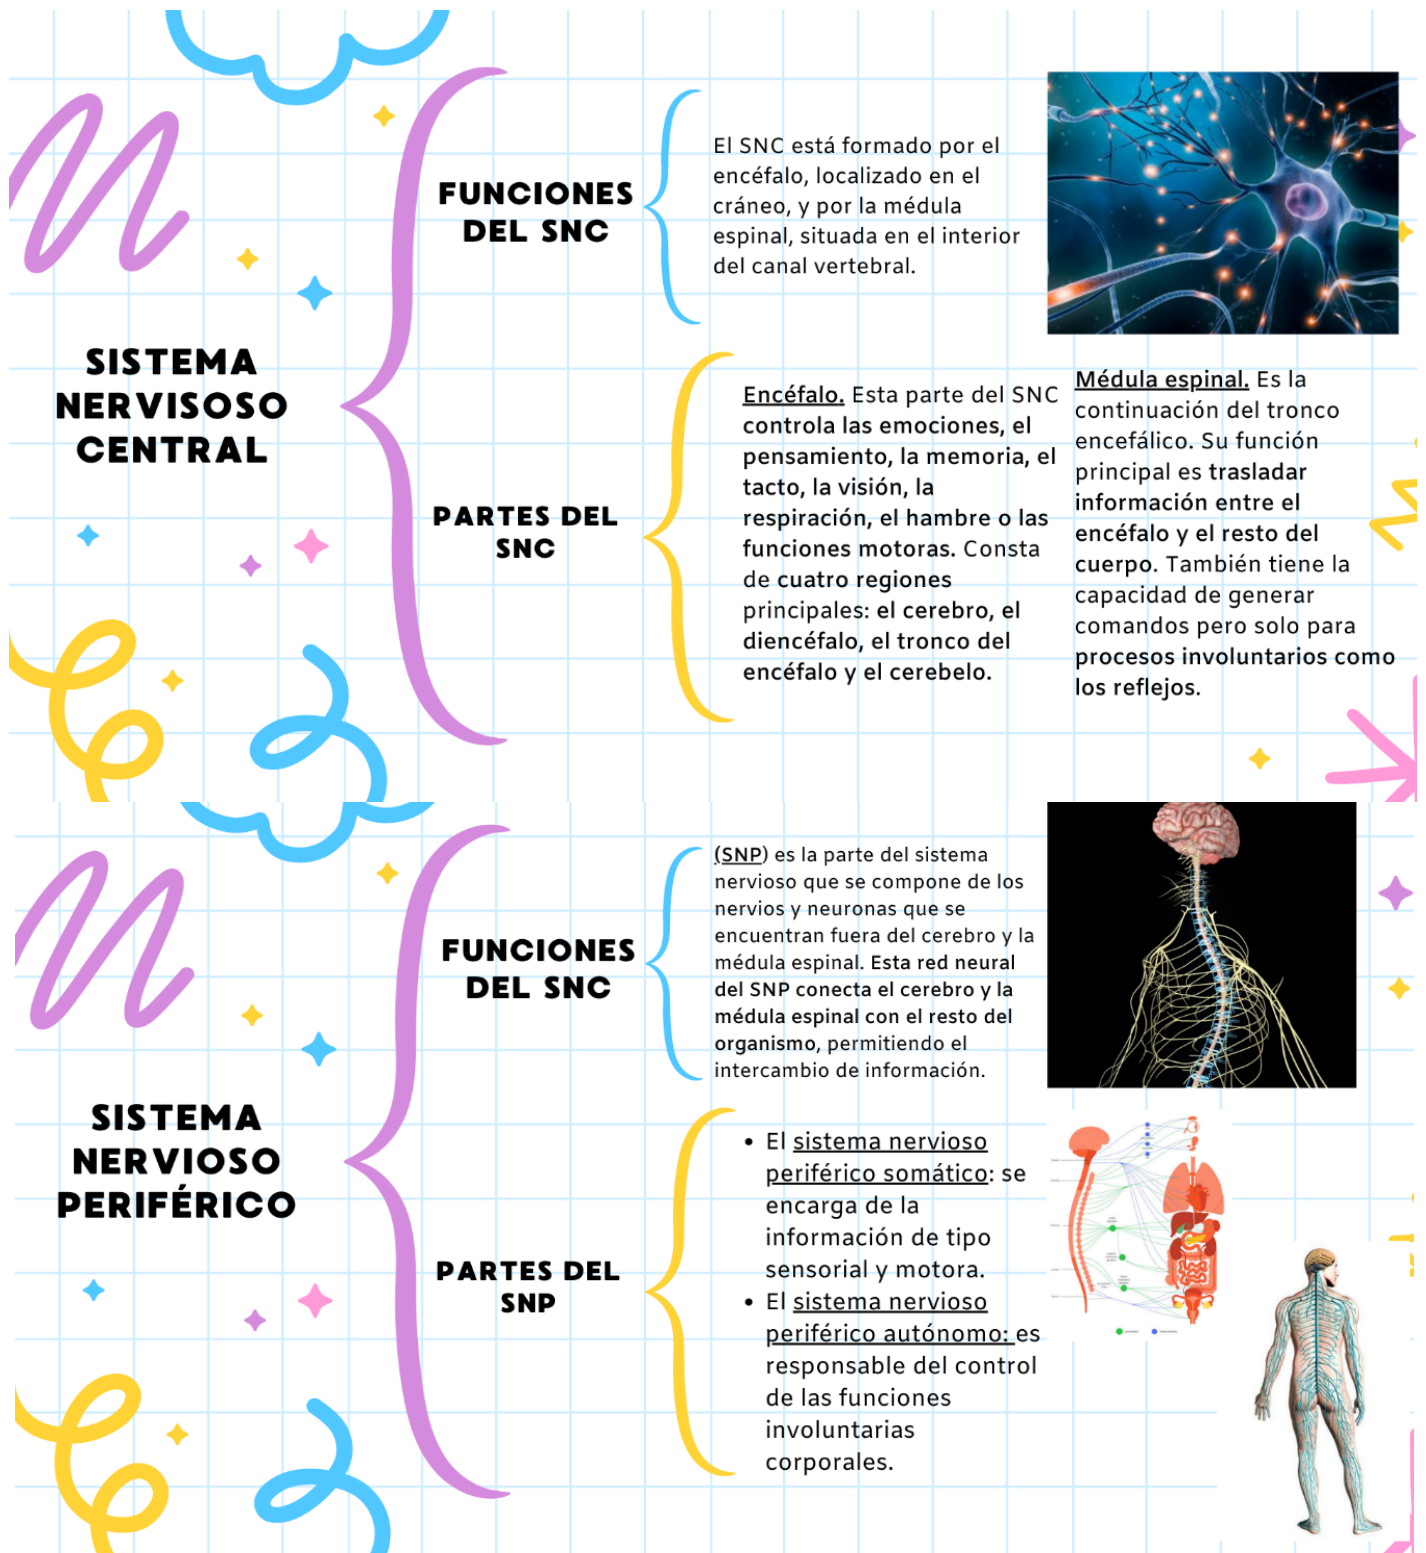 FUNCIONES
DEL SNC
El SNC está formado por el
encéfalo, localizado en el
cráneo, y por la médula
espinal, situada en el interior
del canal vertebral.
SISTEMA
NERVISOSO
CENTRAL
PARTES DEL
SNC
Encéfalo. Esta parte del SNC
controla las emociones, el
pensamiento, la memoria, el
tacto, la visión, la
respiración, el hambre o las
funciones motoras. Consta
de cuatro regiones
principales: el cerebro, el
diencéfalo, el tronco del
encéfalo y el cerebelo.
Médula espinal. Es la
continuación del tronco
encefálico. Su función
principal es trasladar
información entre el
encéfalo y el resto del
cuerpo. También tiene la
capacidad de generar
comandos pero solo para
procesos involuntarios como
los reflejos.
FUNCIONES
DEL SNC
(SNP) es la parte del sistema
nervioso que se compone de los
nervios y neuronas que se
encuentran fuera del cerebro y la
médula espinal. Esta red neural
del SNP conecta el cerebro y la
médula espinal con el resto del
organismo, permitiendo el
intercambio de información.
SISTEMA
NERVIOSO
PERIFÉRICO
PARTES DEL
SNP
• El sistema nervioso
periférico somático: se
encarga de la
información de tipo
sensorial y motora.
• El sistema nervioso
periférico autónomo: es
responsable del control
de las funciones
involuntarias
corporales.